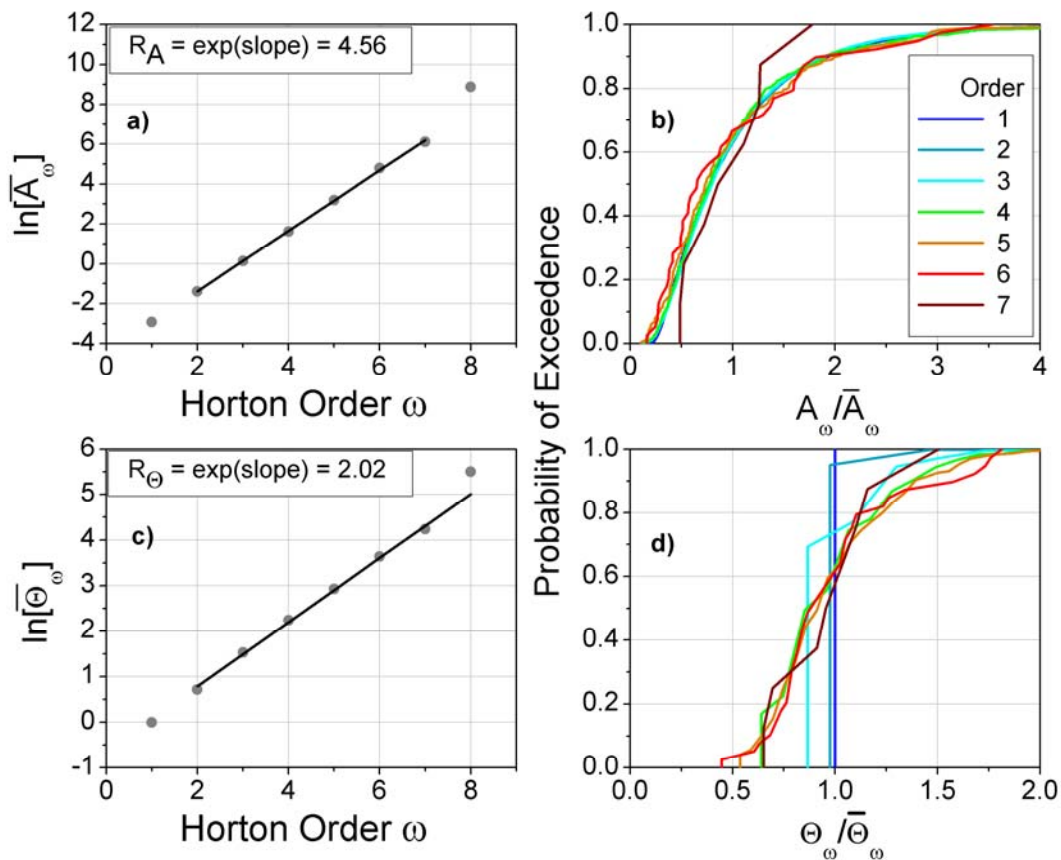 R_A = exp(slope) = 4.56
a)
12
10
8
6
4
2
0
-2
-4
ln[A̅_ω]
0 2 4 6 8
Horton Order ω
b)
1.0
0.8
0.6
0.4
0.2
0.0
Order
1
2
3
4
5
6
7
0 1 2 3 4
A_ω/A̅_ω
Probability of Exceedence
R_Θ = exp(slope) = 2.02
c)
6
5
4
3
2
1
0
-1
ln[Θ̅_ω]
0 2 4 6 8
Horton Order ω
d)
1.0
0.8
0.6
0.4
0.2
0.0
0.0 0.5 1.0 1.5 2.0
Θ_ω/Θ̅_ω